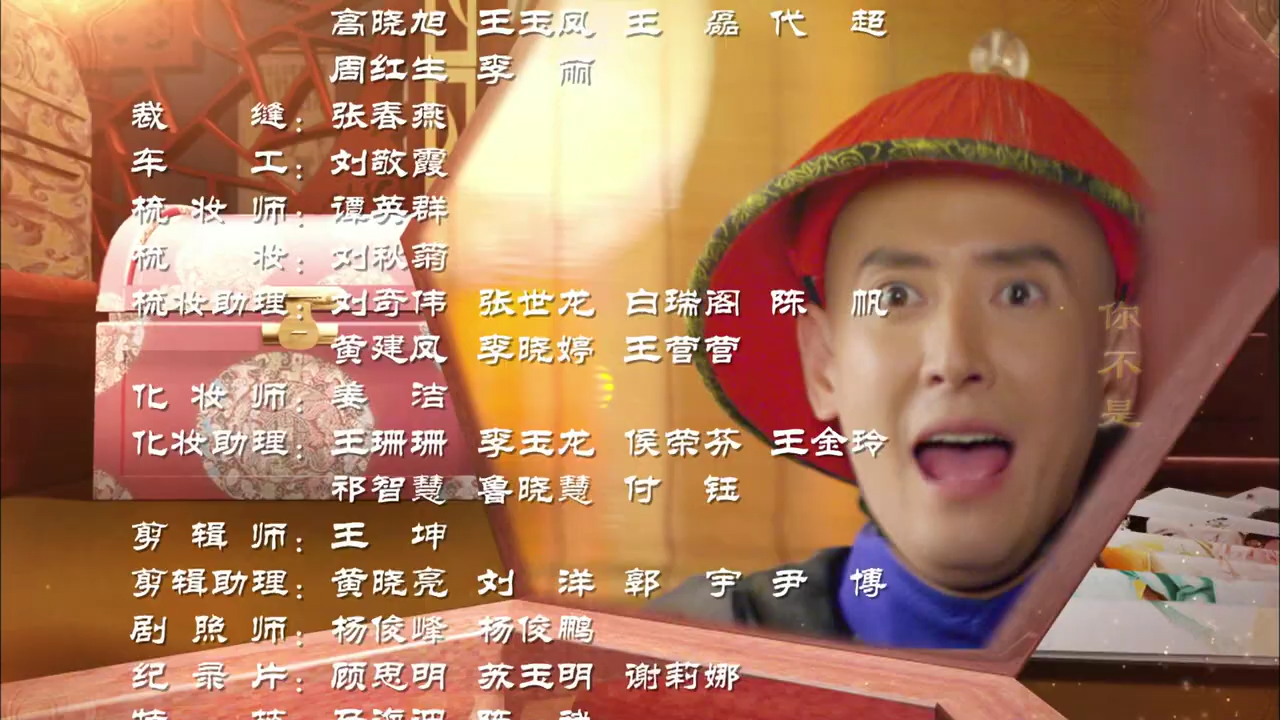 高晓旭 王玉凤 王 磊 代 超
周红生 李 丽
裁 缝：张春燕
车 工：刘敬霞
梳 妆 师：谭英群
梳 妆：刘秋菊
梳妆助理：刘奇伟 张世龙 白瑞阁 陈 帆
黄建凤 李晓婷 王营营
化 妆 师：姜 洁
化妆助理：王珊珊 李玉龙 侯荣芬 王金玲
祁智慧 鲁晓慧 付 钰
剪 辑 师：王 坤
剪辑助理：黄晓亮 刘 洋 郭 宇 尹 博
剧 照 师：杨俊峰 杨俊鹏
纪 录 片：顾思明 苏玉明 谢莉娜
你不是